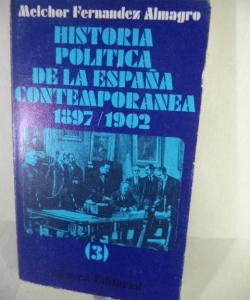 Melchor Fernandez Almagro
HISTORIA
POLITICA
DE LA ESPAÑA
CONTEMPORANEA
1897/1902
(3)
Alianza Editorial